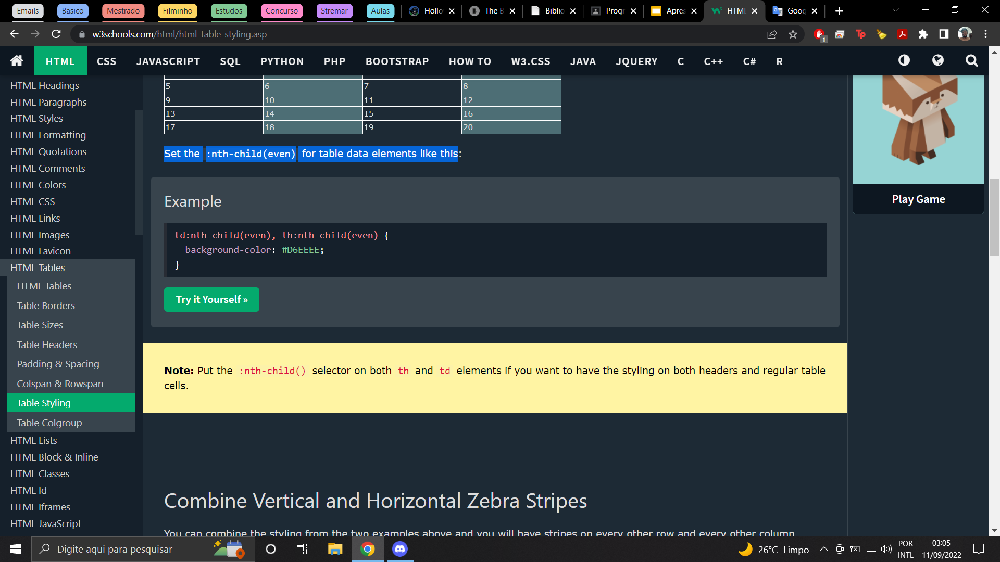 Emails
Basico
Mestrado
Filminho
Estudos
Concurso
Stremar
Aulas
Hollo
The B
Biblio
Progr
Apres
HTML
Goog
w3schools.com/html/html_table_styling.asp
1
HTML
CSS
JAVASCRIPT
SQL
PYTHON
PHP
BOOTSTRAP
HOW TO
W3.CSS
JAVA
JQUERY
C
C++
C#
R
HTML Headings
HTML Paragraphs
HTML Styles
HTML Formatting
HTML Quotations
HTML Comments
HTML Colors
HTML CSS
HTML Links
HTML Images
HTML Favicon
HTML Tables
HTML Tables
Table Borders
Table Sizes
Table Headers
Padding & Spacing
Colspan & Rowspan
Table Styling
Table Colgroup
HTML Lists
HTML Block & Inline
HTML Classes
HTML Id
HTML Iframes
HTML JavaScript
5 6 7 8
9 10 11 12
13 14 15 16
17 18 19 20
Set the :nth-child(even) for table data elements like this:
Example
td:nth-child(even), th:nth-child(even) {
background-color: #D6EEEE;
}
Try it Yourself »
Note: Put the :nth-child() selector on both th and td elements if you want to have the styling on both headers and regular table
cells.
Combine Vertical and Horizontal Zebra Stripes
You can combine the styling from the two examples above and you will have stripes on every other row and every other column
Play Game
Digite aqui para pesquisar
26°C Limpo
POR
INTL
03:05
11/09/2022